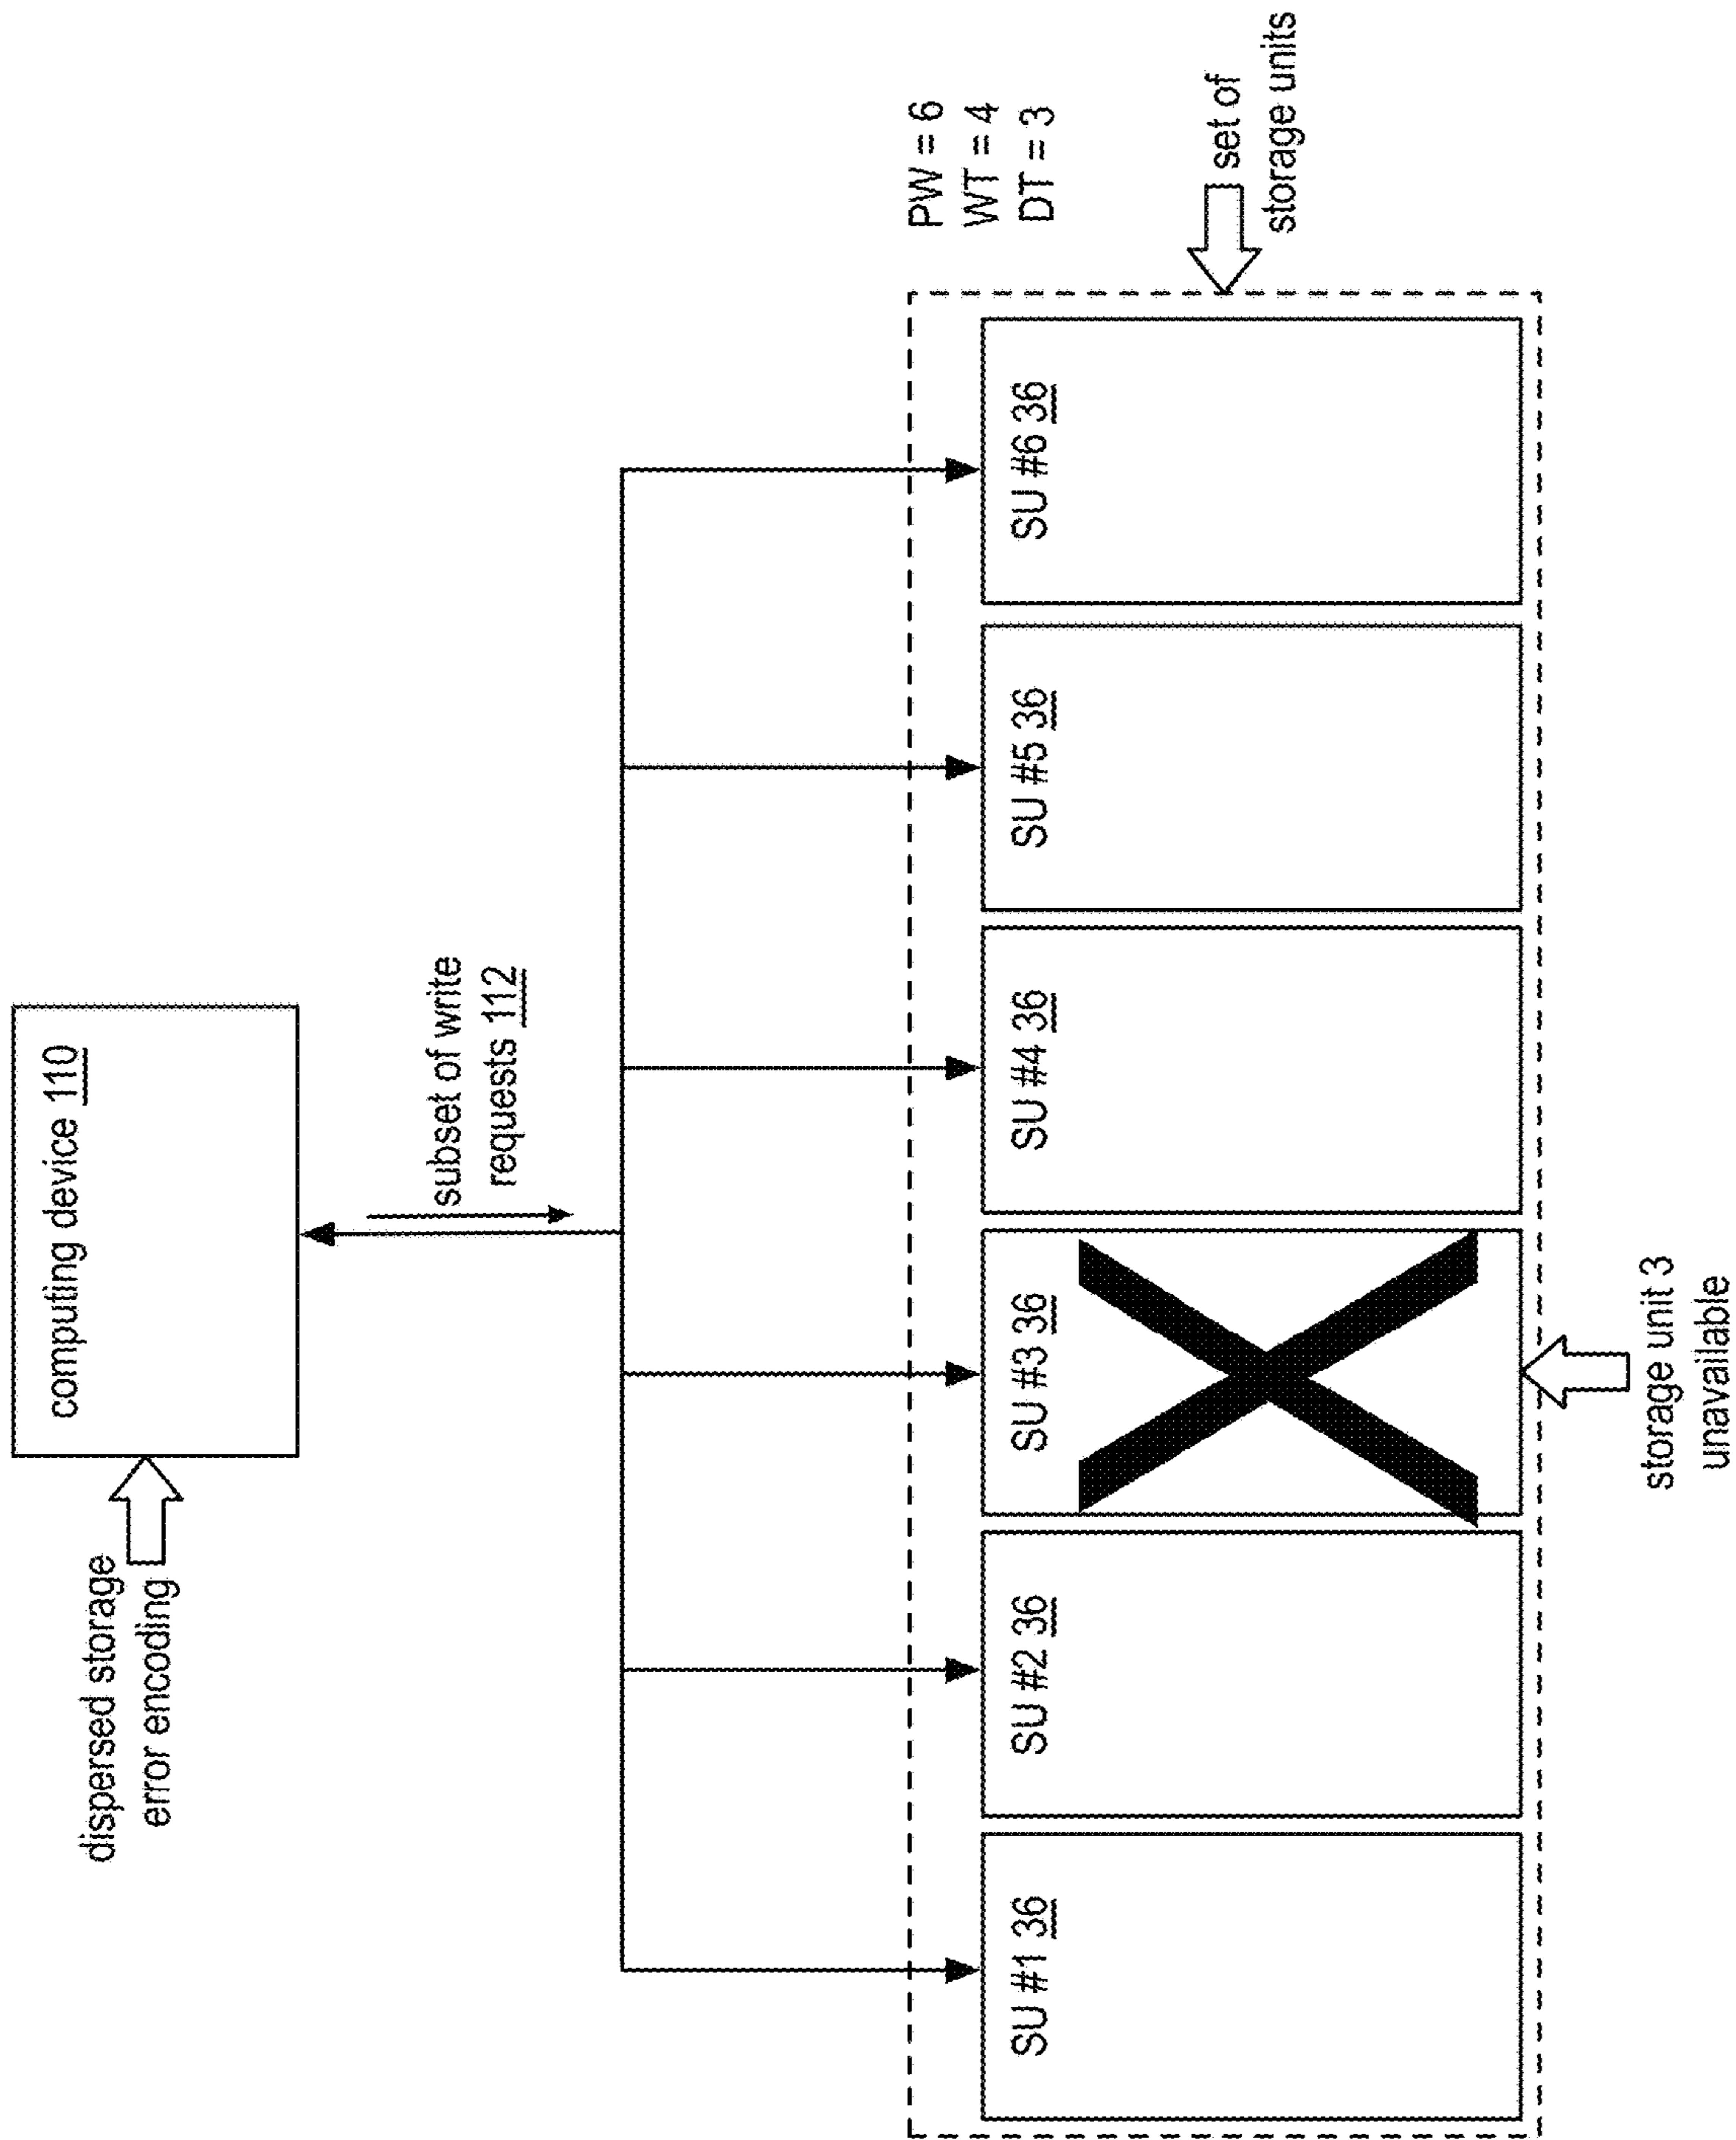 dispersed storage
error encoding
computing device 110
subset of write
requests 112
PW = 6
WT = 4
DT = 3
SU #1 36
SU #2 36
SU #3 36
SU #4 36
SU #5 36
SU #6 36
set of
storage units
storage unit 3
unavailable